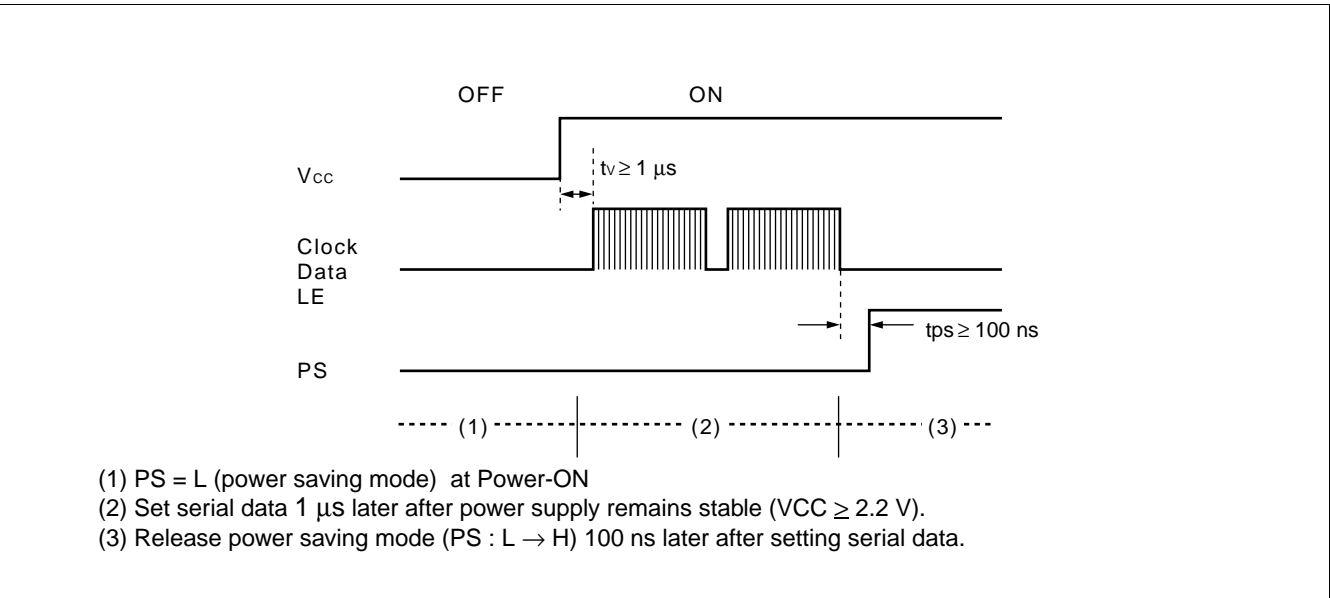 OFF ON
VCC
tV ≥ 1 μs
Clock
Data
LE
tps ≥ 100 ns
PS
(1) (2) (3)
(1) PS = L (power saving mode) at Power-ON
(2) Set serial data 1 μs later after power supply remains stable (VCC ≥ 2.2 V).
(3) Release power saving mode (PS : L → H) 100 ns later after setting serial data.